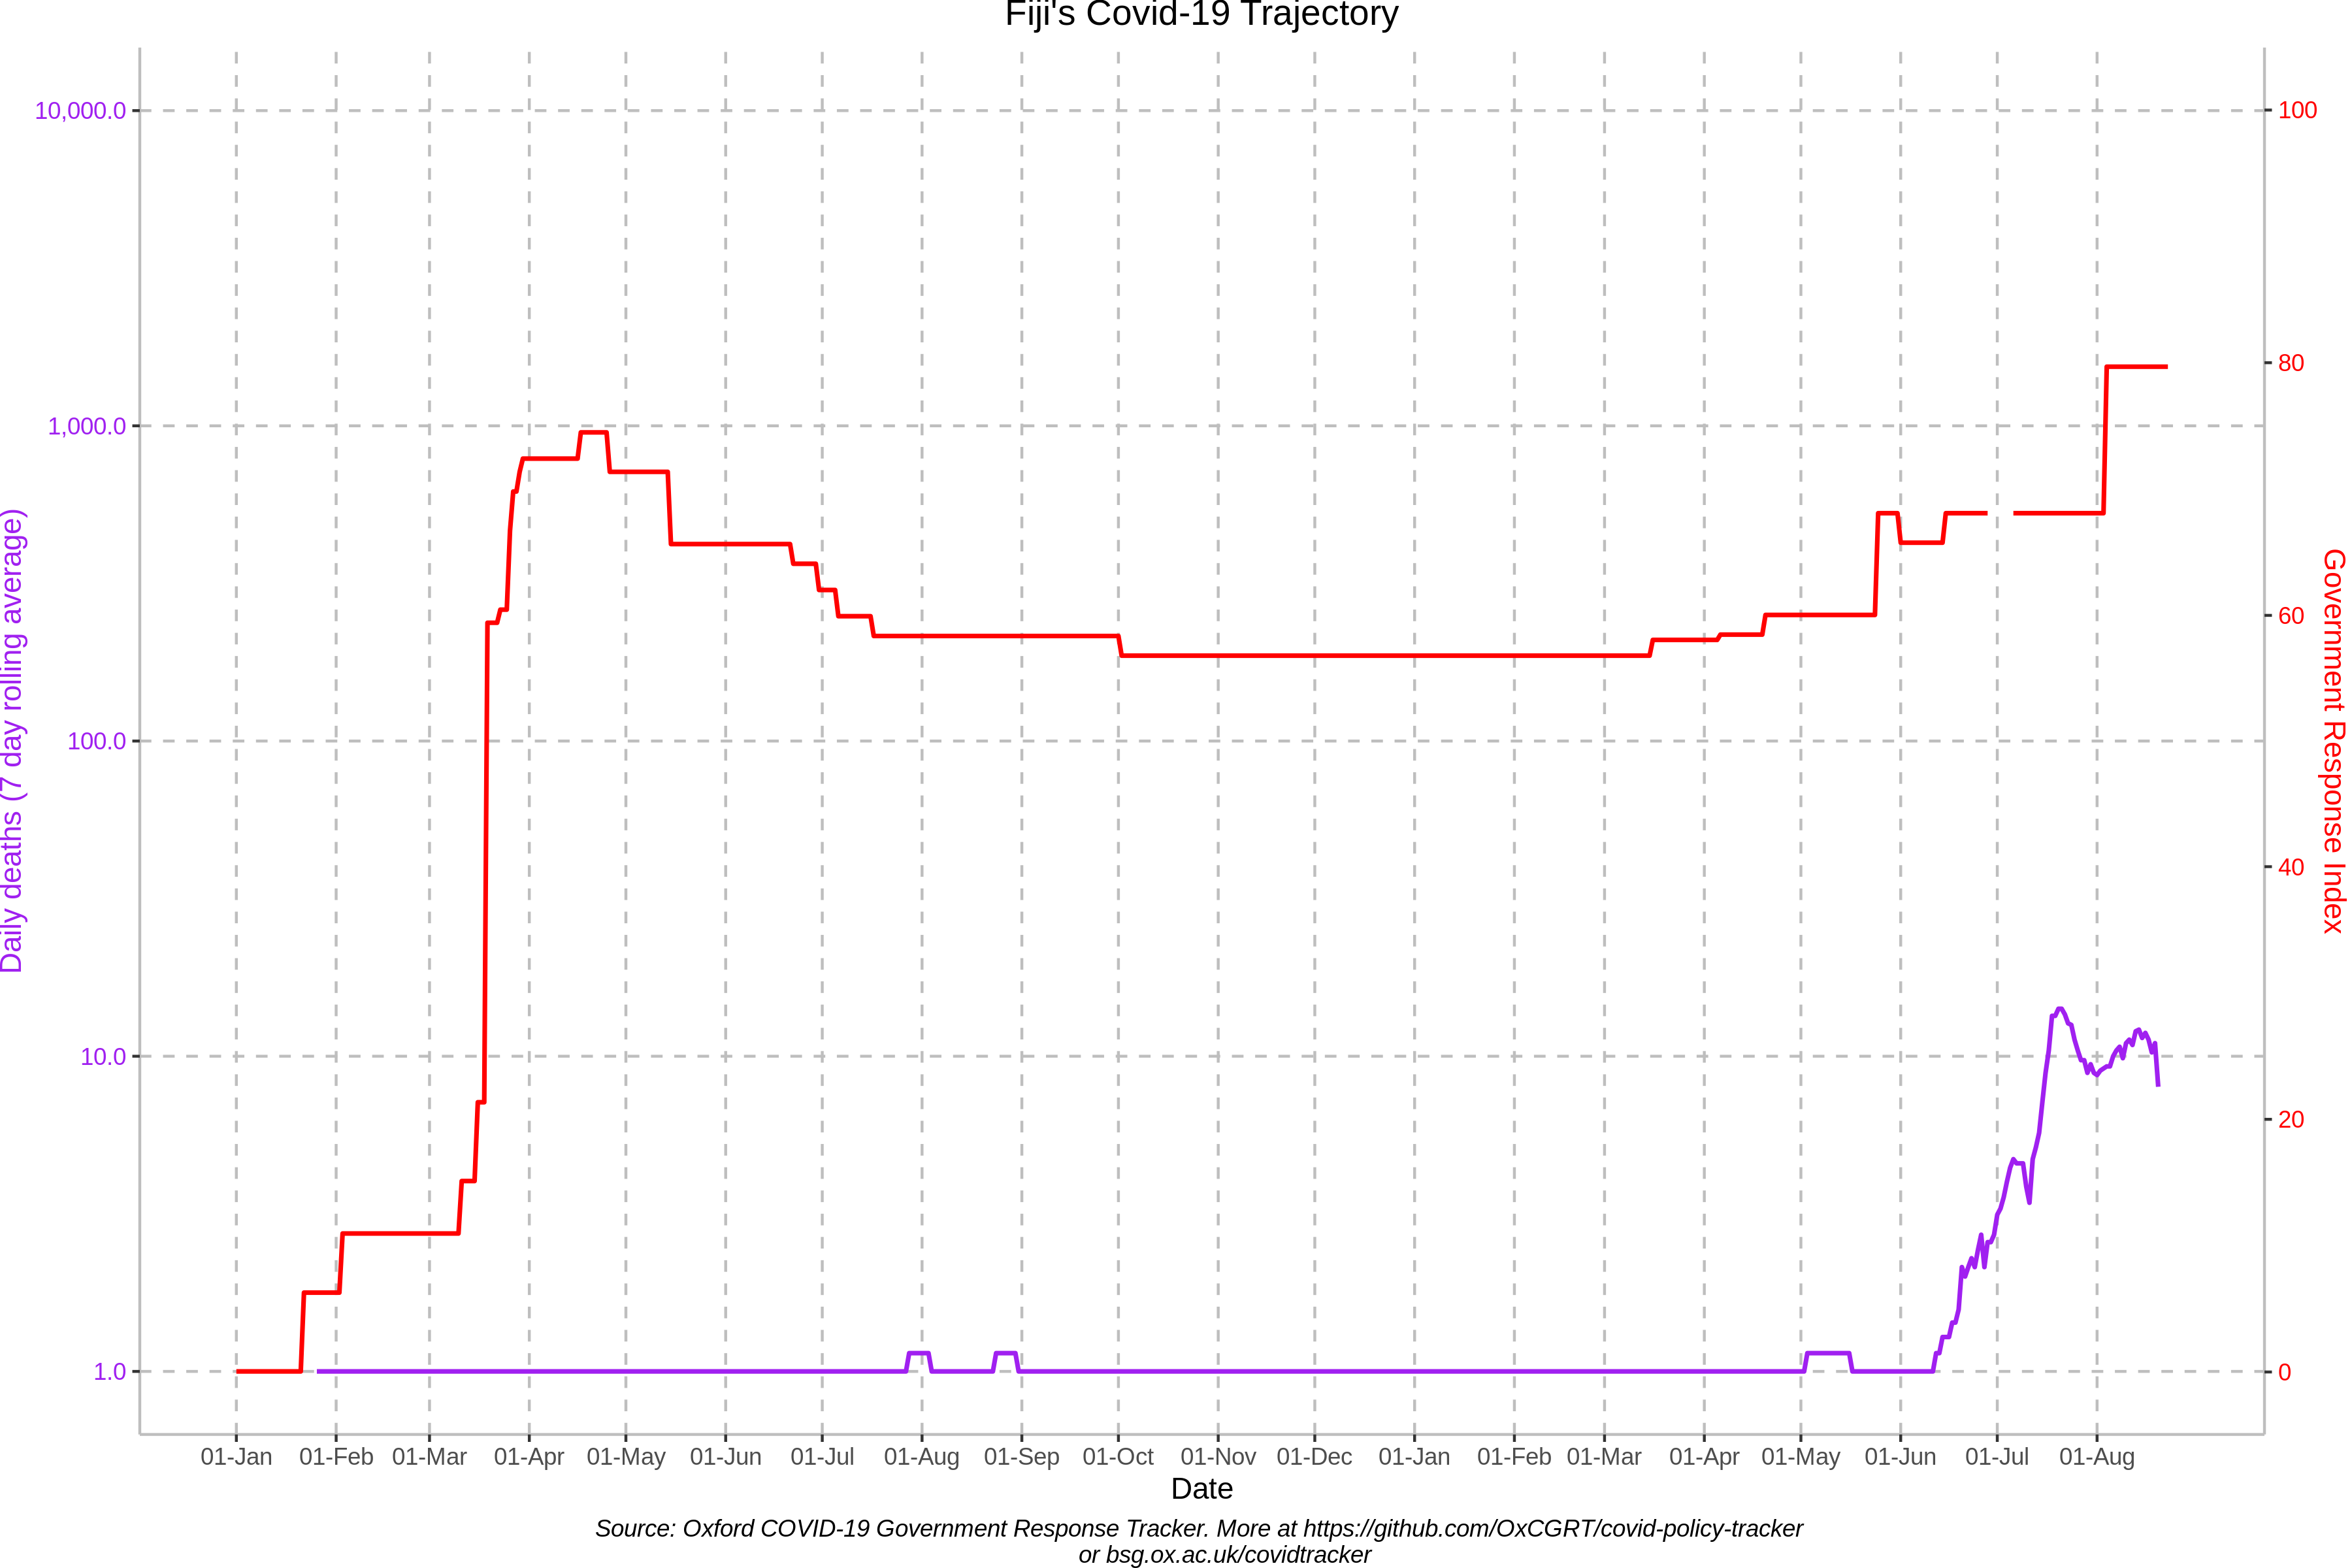 Fiji's Covid-19 Trajectory
10,000.0
1,000.0
100.0
10.0
1.0
Daily deaths (7 day rolling average)
100
80
60
40
20
0
Government Response Index
01-Jan 01-Feb 01-Mar 01-Apr 01-May 01-Jun 01-Jul 01-Aug 01-Sep 01-Oct 01-Nov 01-Dec 01-Jan 01-Feb 01-Mar 01-Apr 01-May 01-Jun 01-Jul 01-Aug
Date
Source: Oxford COVID-19 Government Response Tracker. More at https://github.com/OxCGRT/covid-policy-tracker
or bsg.ox.ac.uk/covidtracker